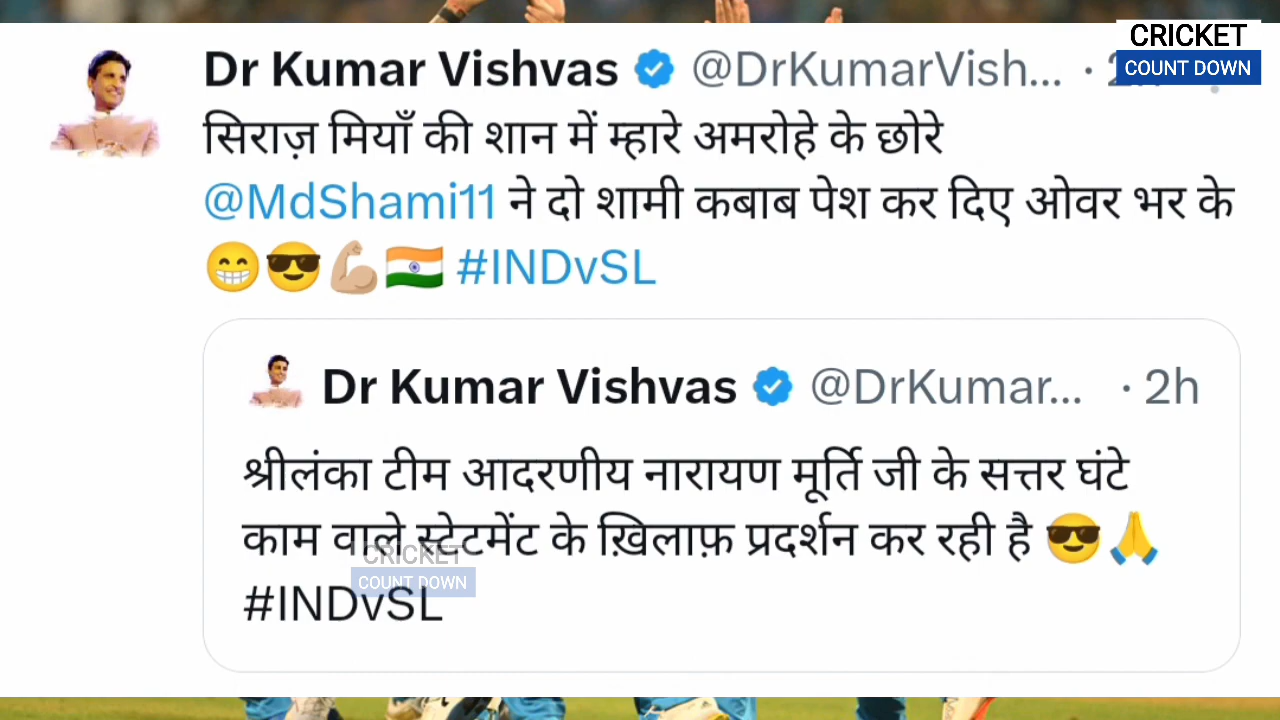 CRICKET
COUNT DOWN
Dr Kumar Vishvas @DrKumarVish... ·
सिराज़ मियाँ की शान में म्हारे अमरोहे के छोरे
@MdShami11 ने दो शामी कबाब पेश कर दिए ओवर भर के
😁😎💪🏼🇮🇳 #INDvSL
Dr Kumar Vishvas @DrKumar... · 2h
श्रीलंका टीम आदरणीय नारायण मूर्ति जी के सत्तर घंटे
काम वाले स्टेटमेंट के ख़िलाफ़ प्रदर्शन कर रही है 😎🙏
CRICKET
COUNT DOWN
#INDvSL